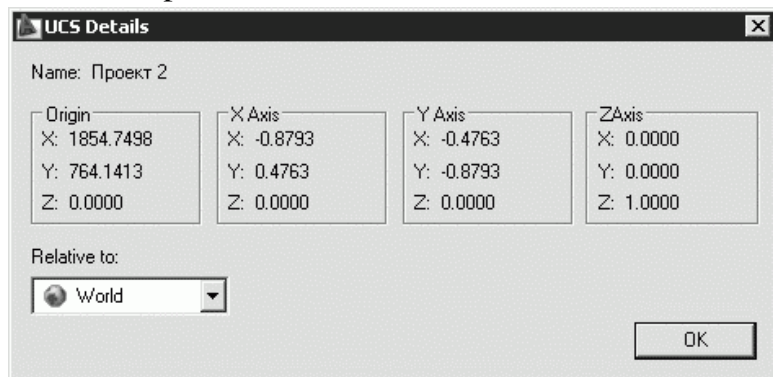 UCS Details
Name: Проект 2
Origin X Axis Y Axis ZAxis
X: 1854.7498 X: -0.8793 X: -0.4763 X: 0.0000
Y: 764.1413 Y: 0.4763 Y: -0.8793 Y: 0.0000
Z: 0.0000 Z: 0.0000 Z: 0.0000 Z: 1.0000
Relative to:
World
OK